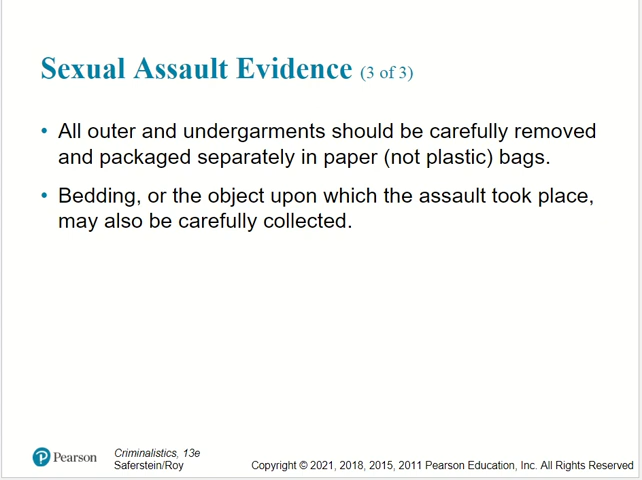 Sexual Assault Evidence (3 of 3)
• All outer and undergarments should be carefully removed
and packaged separately in paper (not plastic) bags.
• Bedding, or the object upon which the assault took place,
may also be carefully collected.
Pearson
Criminalistics, 13e
Saferstein/Roy
Copyright © 2021, 2018, 2015, 2011 Pearson Education, Inc. All Rights Reserved